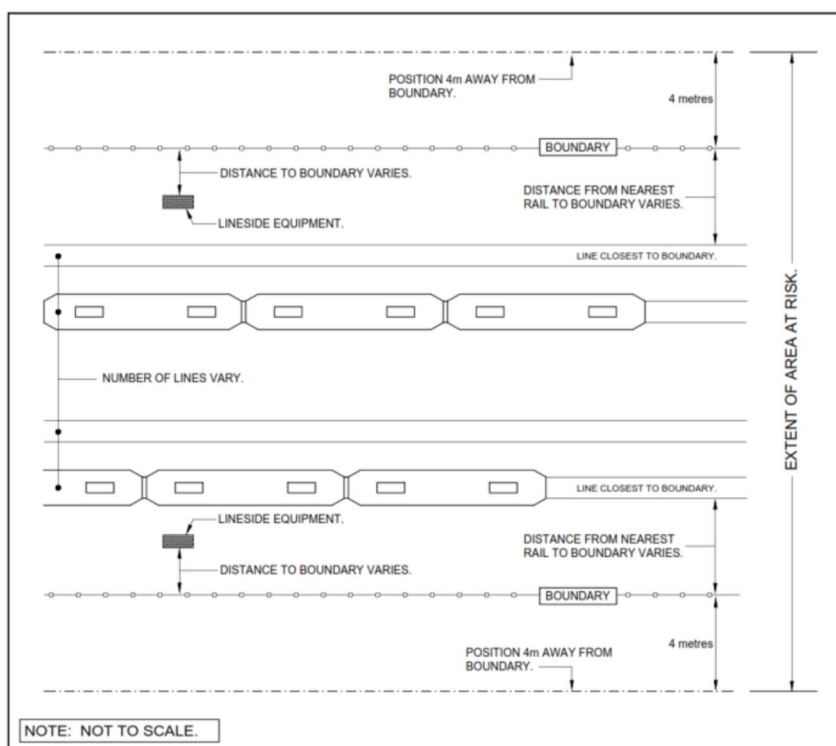 POSITION 4m AWAY FROM
BOUNDARY.
4 metres
BOUNDARY
DISTANCE TO BOUNDARY VARIES.
DISTANCE FROM NEAREST
RAIL TO BOUNDARY VARIES.
LINESIDE EQUIPMENT.
LINE CLOSEST TO BOUNDARY.
EXTENT OF AREA AT RISK.
NUMBER OF LINES VARY.
LINE CLOSEST TO BOUNDARY.
LINESIDE EQUIPMENT.
DISTANCE FROM NEAREST
RAIL TO BOUNDARY VARIES.
DISTANCE TO BOUNDARY VARIES.
BOUNDARY
4 metres
POSITION 4m AWAY FROM
BOUNDARY.
NOTE: NOT TO SCALE.